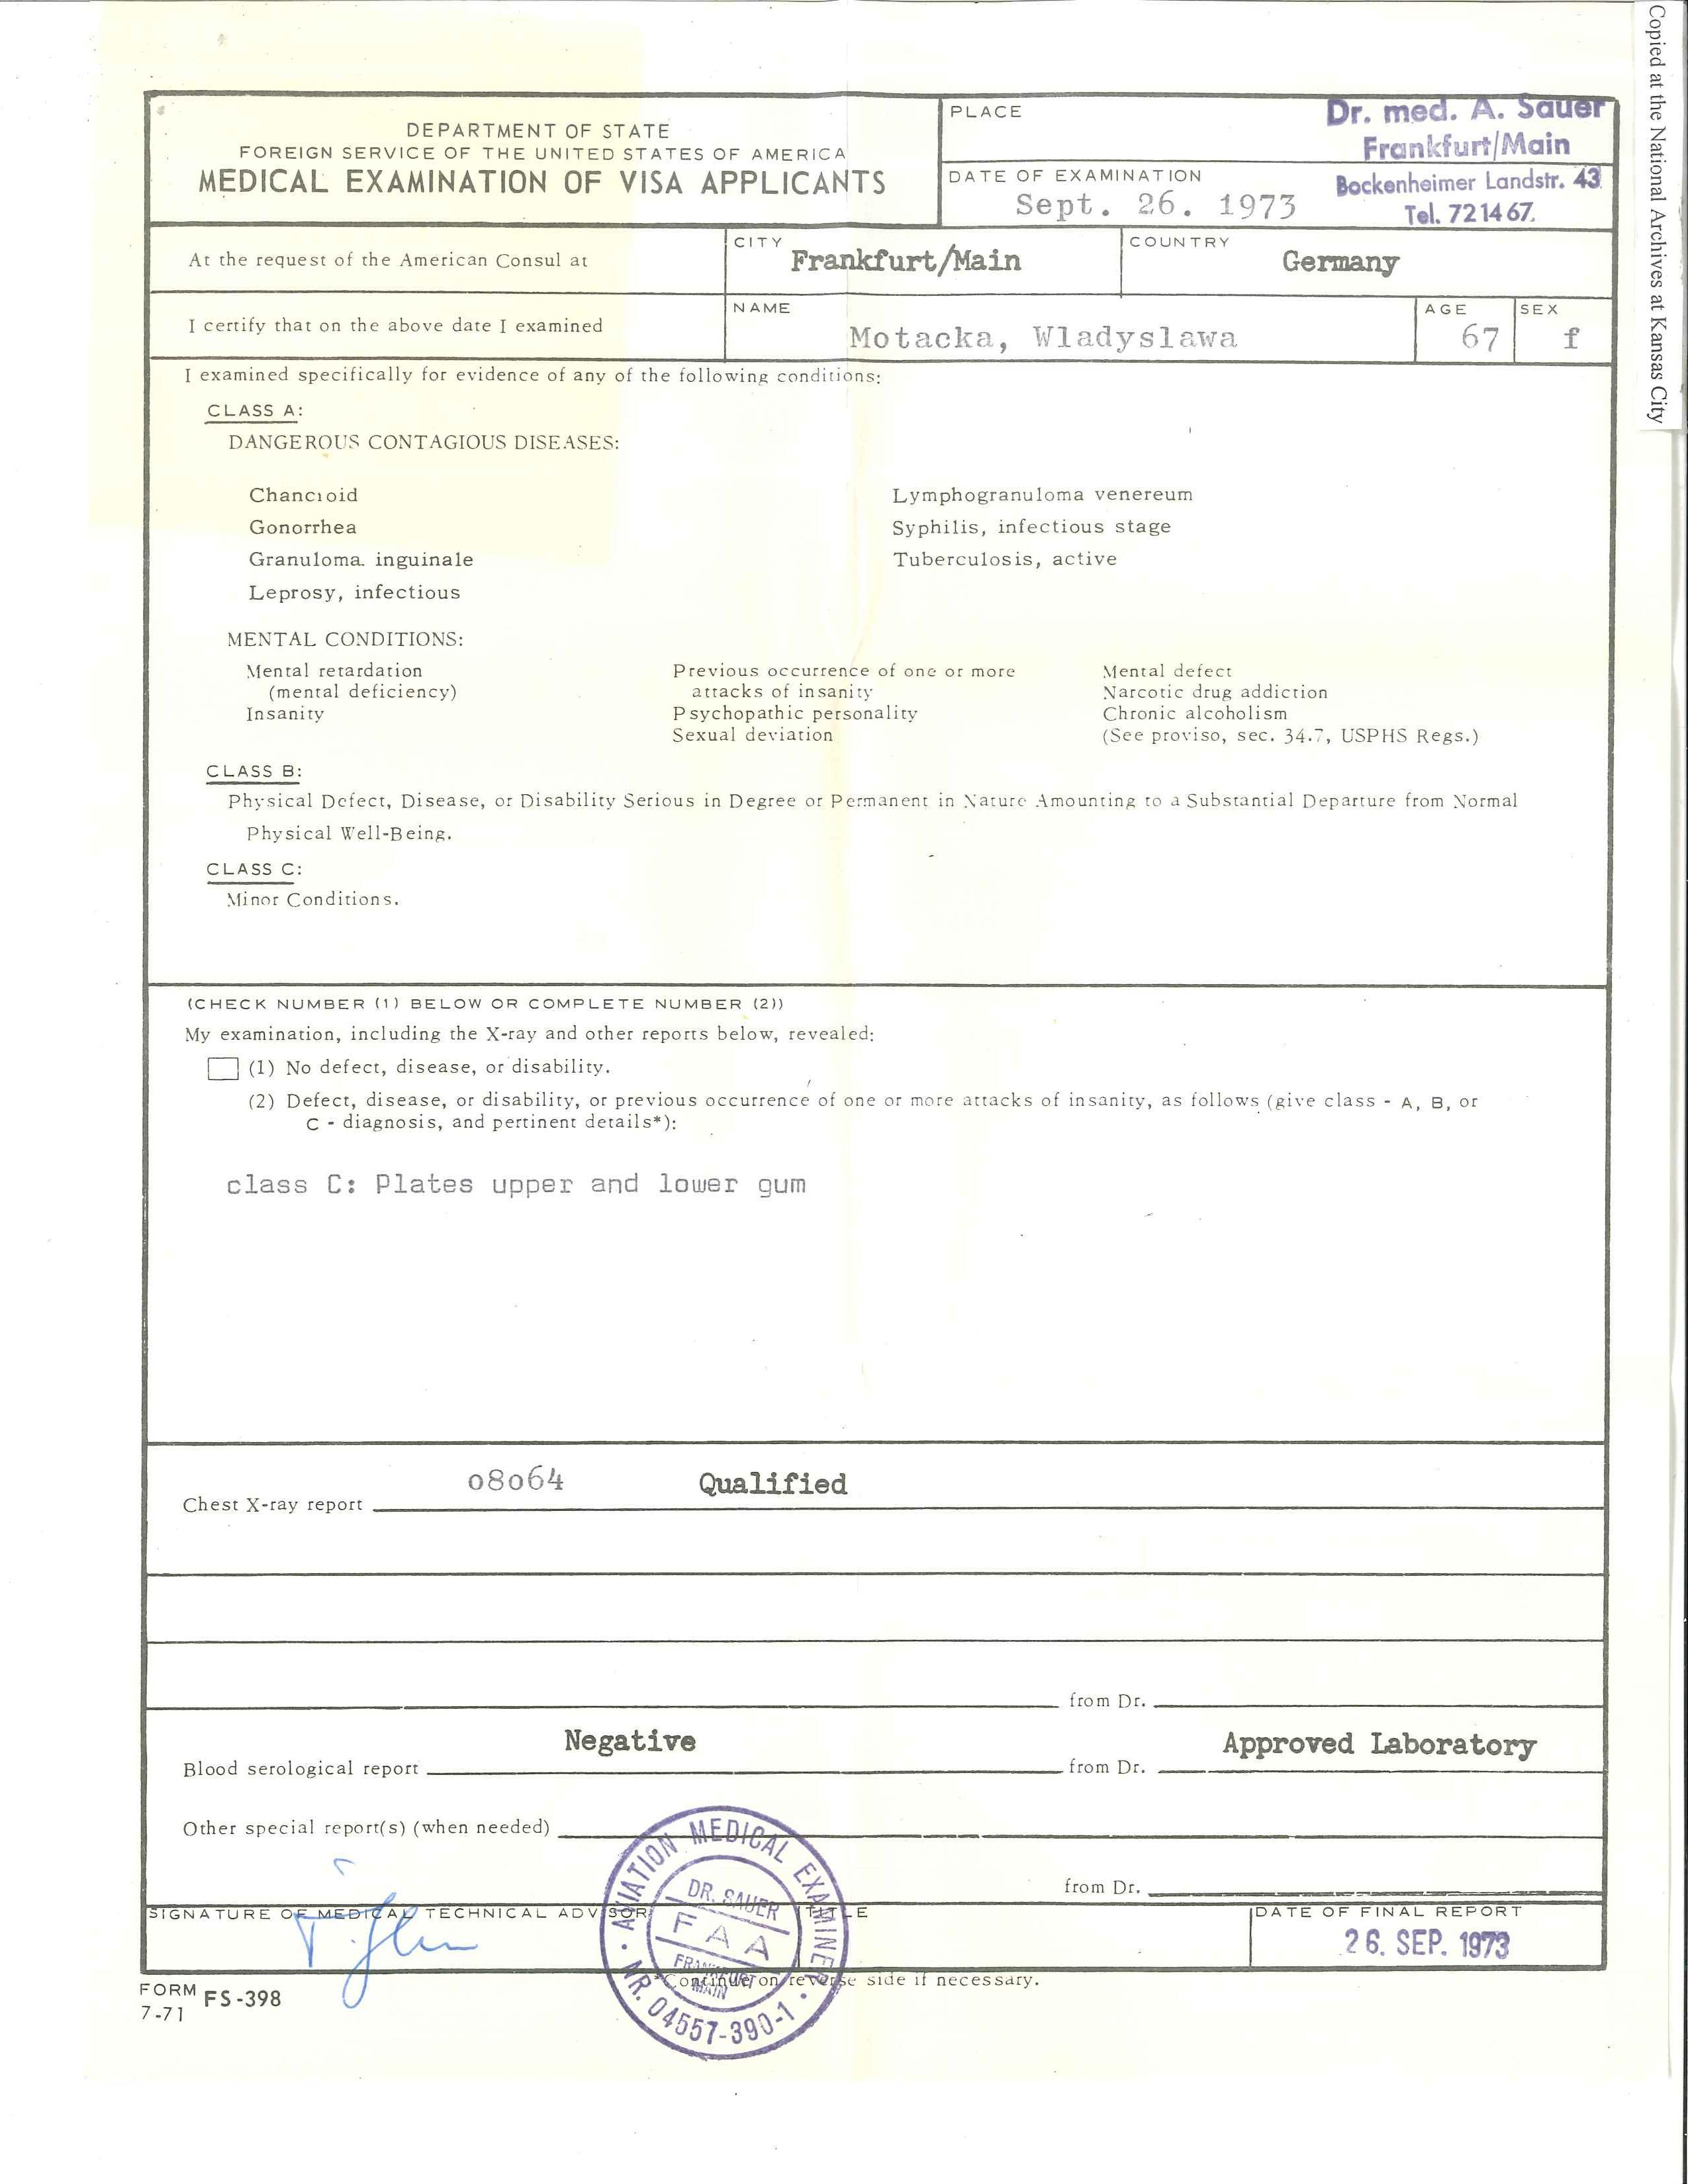 Copied at the National Archives at Kansas City
DEPARTMENT OF STATE
FOREIGN SERVICE OF THE UNITED STATES OF AMERICA
MEDICAL EXAMINATION OF VISA APPLICANTS
PLACE
Dr. med. A. Sauer
Frankfurt/Main
Bockenheimer Landstr. 43
Tel. 721467.
DATE OF EXAMINATION
Sept. 26. 1973
At the request of the American Consul at
CITY
Frankfurt/Main
COUNTRY
Germany
I certify that on the above date I examined
NAME
Motacka, Wladyslawa
AGE
67
SEX
f
I examined specifically for evidence of any of the following conditions:
CLASS A:
DANGEROUS CONTAGIOUS DISEASES:
Chancroid
Gonorrhea
Granuloma inguinale
Leprosy, infectious
Lymphogranuloma venereum
Syphilis, infectious stage
Tuberculosis, active
MENTAL CONDITIONS:
Mental retardation
(mental deficiency)
Insanity
Previous occurrence of one or more
attacks of insanity
Psychopathic personality
Sexual deviation
Mental defect
Narcotic drug addiction
Chronic alcoholism
(See proviso, sec. 34.7, USPHS Regs.)
CLASS B:
Physical Defect, Disease, or Disability Serious in Degree or Permanent in Nature Amounting to a Substantial Departure from Normal
Physical Well-Being.
CLASS C:
Minor Conditions.
(CHECK NUMBER (1) BELOW OR COMPLETE NUMBER (2))
My examination, including the X-ray and other reports below, revealed:
(1) No defect, disease, or disability.
(2) Defect, disease, or disability, or previous occurrence of one or more attacks of insanity, as follows (give class - A, B, or
C - diagnosis, and pertinent details*):
class C: Plates upper and lower gum
Chest X-ray report 08064 Qualified
from Dr.
Blood serological report Negative from Dr. Approved Laboratory
Other special report(s) (when needed)
from Dr.
SIGNATURE OF MEDICAL TECHNICAL ADVISOR
TITLE
DATE OF FINAL REPORT
26. SEP. 1973
AVIATION MEDICAL EXAMINER
NR. 04557-390-1
DR. SAUER
FAA
FRANKFURT
MAIN
*Continue on reverse side if necessary.
FORM FS-398
7-71